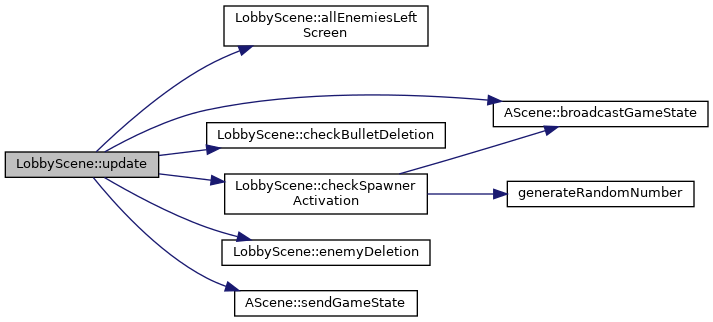 LobbyScene::allEnemiesLeft
Screen
AScene::broadcastGameState
LobbyScene::checkBulletDeletion
LobbyScene::update
LobbyScene::checkSpawner
Activation
generateRandomNumber
LobbyScene::enemyDeletion
AScene::sendGameState